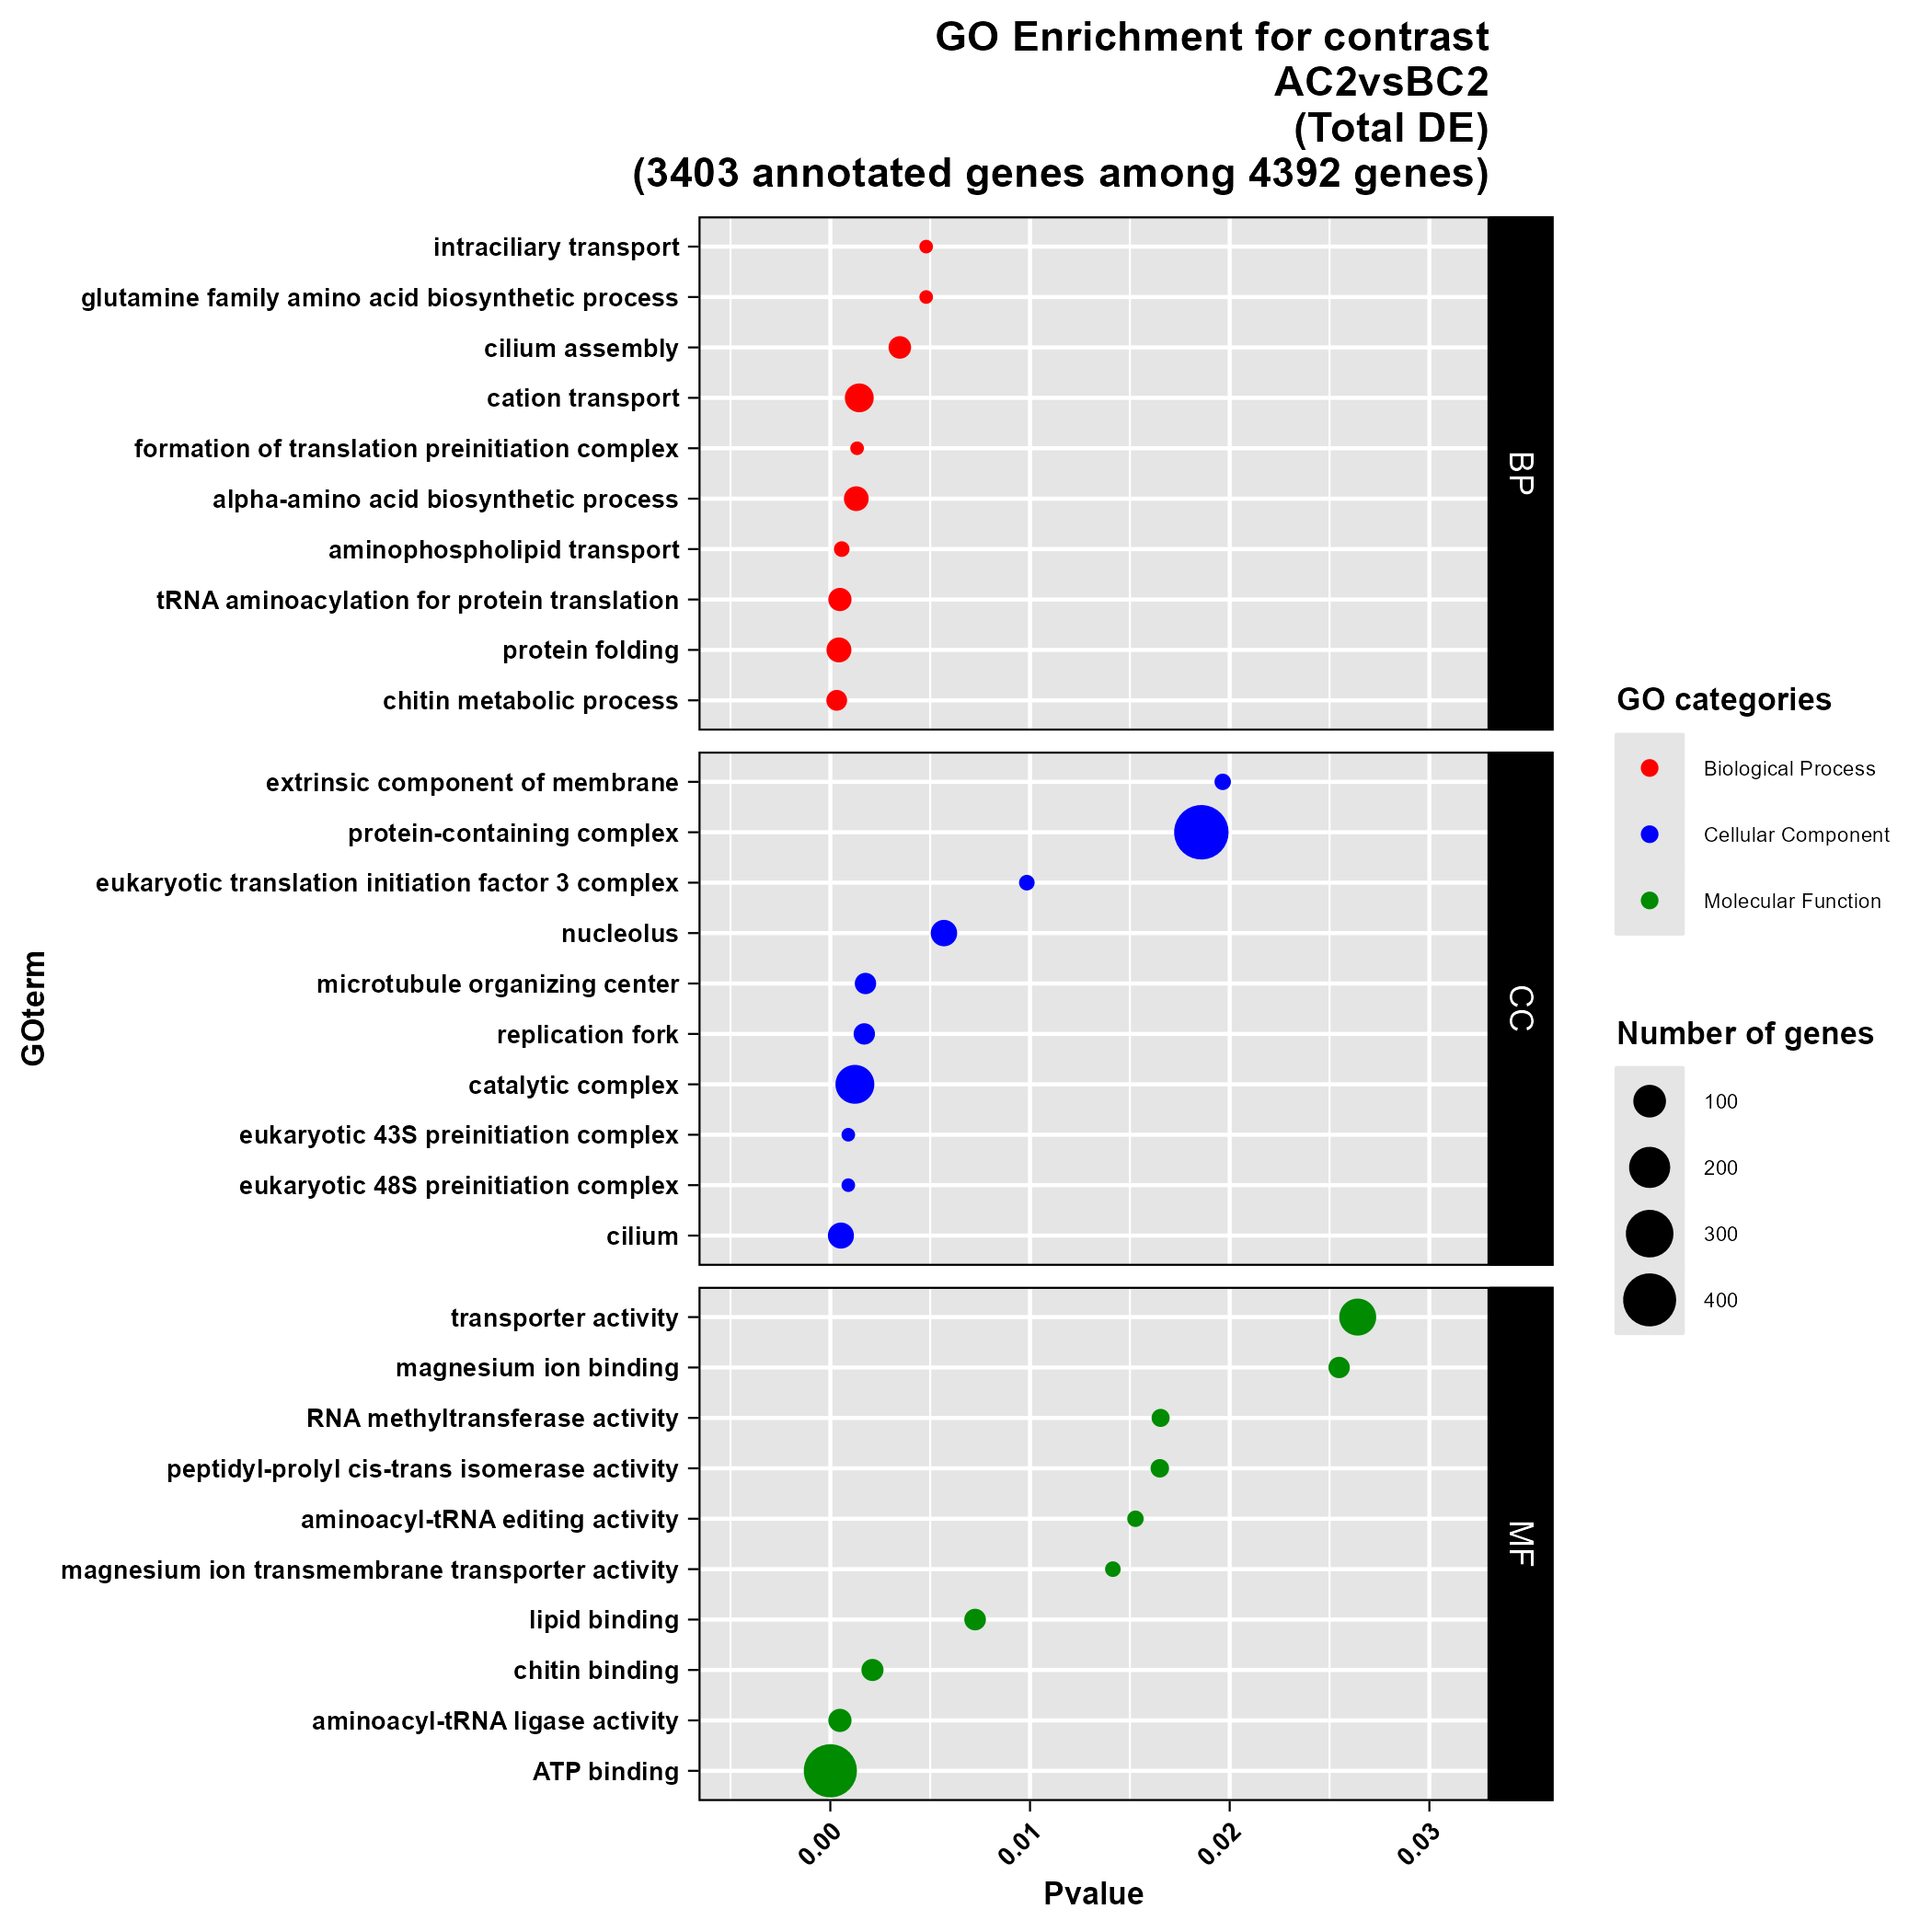 GO Enrichment for contrast
AC2vsBC2
(Total DE)
(3403 annotated genes among 4392 genes)
intraciliary transport
glutamine family amino acid biosynthetic process
cilium assembly
cation transport
formation of translation preinitiation complex
alpha-amino acid biosynthetic process
aminophospholipid transport
tRNA aminoacylation for protein translation
protein folding
chitin metabolic process
BP
extrinsic component of membrane
protein-containing complex
eukaryotic translation initiation factor 3 complex
nucleolus
microtubule organizing center
replication fork
catalytic complex
eukaryotic 43S preinitiation complex
eukaryotic 48S preinitiation complex
cilium
CC
transporter activity
magnesium ion binding
RNA methyltransferase activity
peptidyl-prolyl cis-trans isomerase activity
aminoacyl-tRNA editing activity
magnesium ion transmembrane transporter activity
lipid binding
chitin binding
aminoacyl-tRNA ligase activity
ATP binding
MF
0.00
0.01
0.02
0.03
Pvalue
GOterm
GO categories
Biological Process
Cellular Component
Molecular Function
Number of genes
100
200
300
400